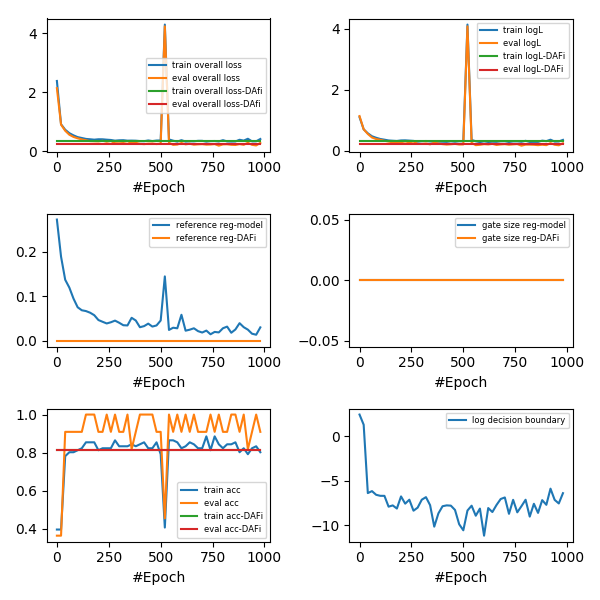 4
2
0
train overall loss
eval overall loss
train overall loss-DAfi
eval overall loss-DAfi
0 250 500 750 1000
#Epoch
4
2
0
train logL
eval logL
train logL-DAFi
eval logL-DAFi
0 250 500 750 1000
#Epoch
0.2
0.1
0.0
reference reg-model
reference reg-DAFi
0 250 500 750 1000
#Epoch
0.05
0.00
−0.05
gate size reg-model
gate size reg-DAFi
0 250 500 750 1000
#Epoch
1.0
0.8
0.6
0.4
train acc
eval acc
train acc-DAFi
eval acc-DAFi
0 250 500 750 1000
#Epoch
0
−5
−10
log decision boundary
0 250 500 750 1000
#Epoch